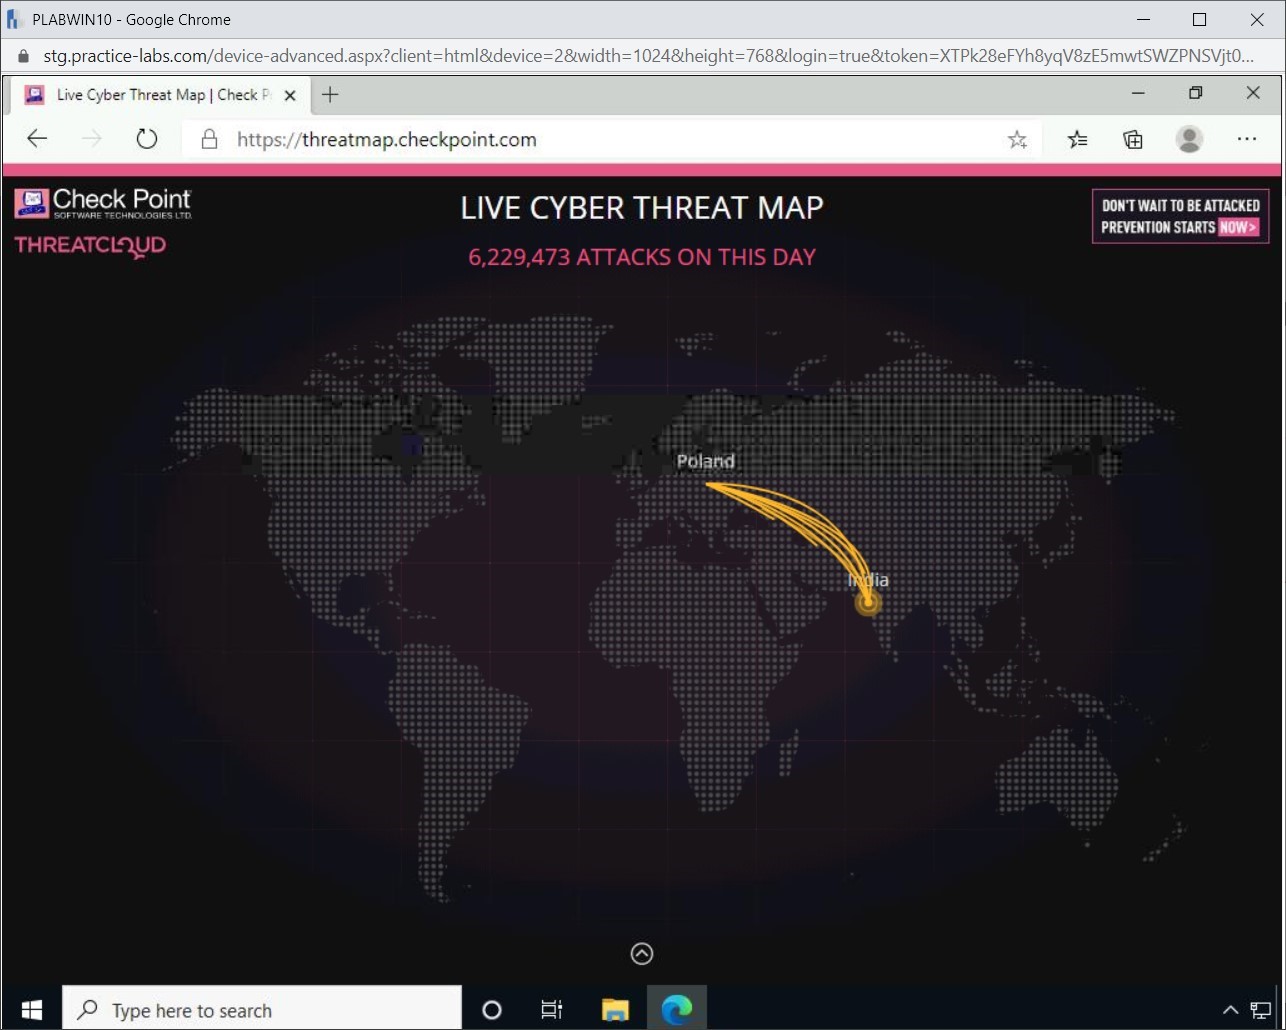 PLABWIN10 - Google Chrome
stg.practice-labs.com/device-advanced.aspx?client=html&device=2&width=1024&height=768&login=true&token=XTPk28eFYh8yqV8zE5mwtSWZPNSVjt0...
Live Cyber Threat Map | Check P
https://threatmap.checkpoint.com
Check Point
SOFTWARE TECHNOLOGIES LTD.
THREATCLOUD
LIVE CYBER THREAT MAP
6,229,473 ATTACKS ON THIS DAY
DON'T WAIT TO BE ATTACKED
PREVENTION STARTS NOW>
Poland
India
Type here to search